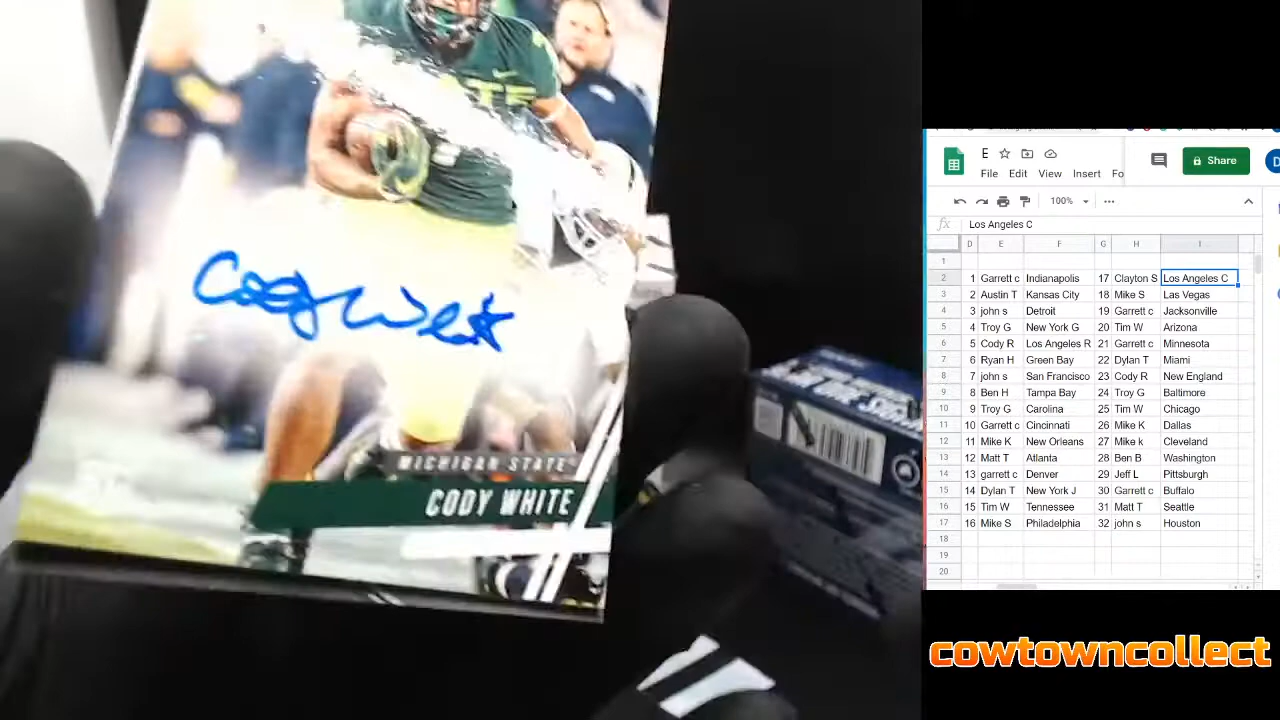 Cody White
MICHIGAN STATE
CODY WHITE
E
Share
File Edit View Insert Fo
100%
fx Los Angeles C
D E F G H I
1
2 1 Garrett c Indianapolis 17 Clayton S Los Angeles C
3 2 Austin T Kansas City 18 Mike S Las Vegas
4 3 john s Detroit 19 Garrett c Jacksonville
5 4 Troy G New York G 20 Tim W Arizona
6 5 Cody R Los Angeles R 21 Garrett c Minnesota
7 6 Ryan H Green Bay 22 Dylan T Miami
8 7 john s San Francisco 23 Cody R New England
9 8 Ben H Tampa Bay 24 Troy G Baltimore
10 9 Troy G Carolina 25 Tim W Chicago
11 10 Garrett c Cincinnati 26 Mike K Dallas
12 11 Mike K New Orleans 27 Mike k Cleveland
13 12 Matt T Atlanta 28 Ben B Washington
14 13 garrett c Denver 29 Jeff L Pittsburgh
15 14 Dylan T New York J 30 Garrett c Buffalo
16 15 Tim W Tennessee 31 Matt T Seattle
17 16 Mike S Philadelphia 32 john s Houston
18
19
20
D
cowtowncollect